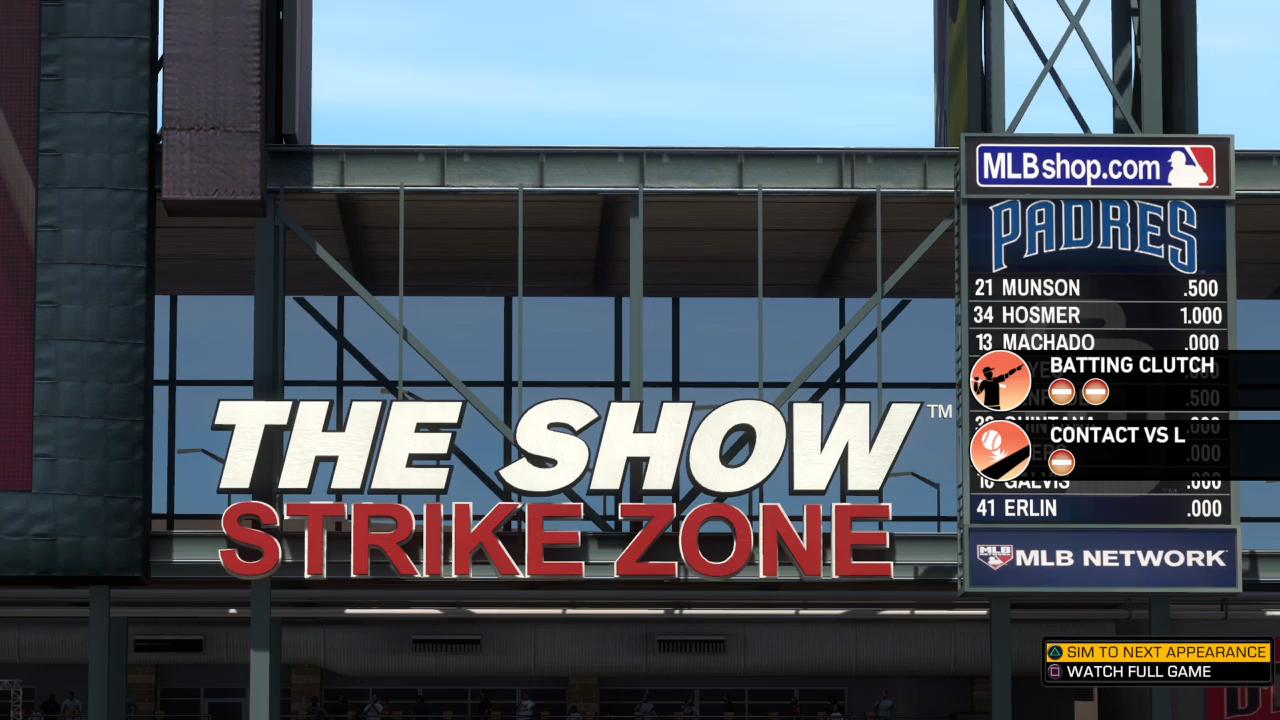 MLBshop.com
PADRES
21 MUNSON .500
34 HOSMER 1.000
13 MACHADO .000
BATTING CLUTCH
.500
CONTACT VS L
.000
GALVIS .000
41 ERLIN .000
THE SHOW™
STRIKE ZONE
MLB NETWORK
SIM TO NEXT APPEARANCE
WATCH FULL GAME